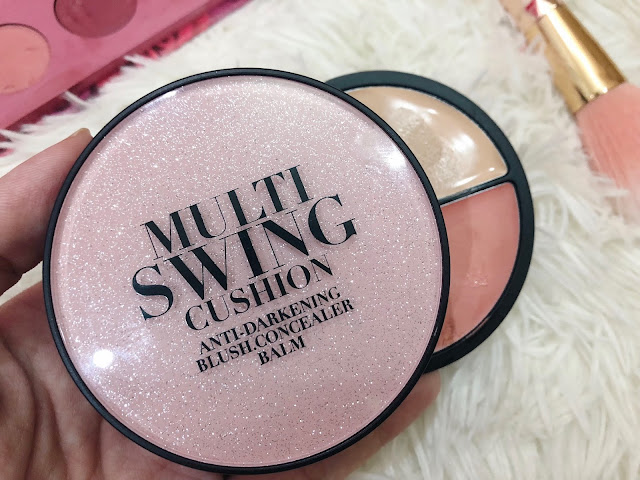 MULTI
SWING
CUSHION
ANTI-DARKENING
BLUSH.CONCEALER
BALM